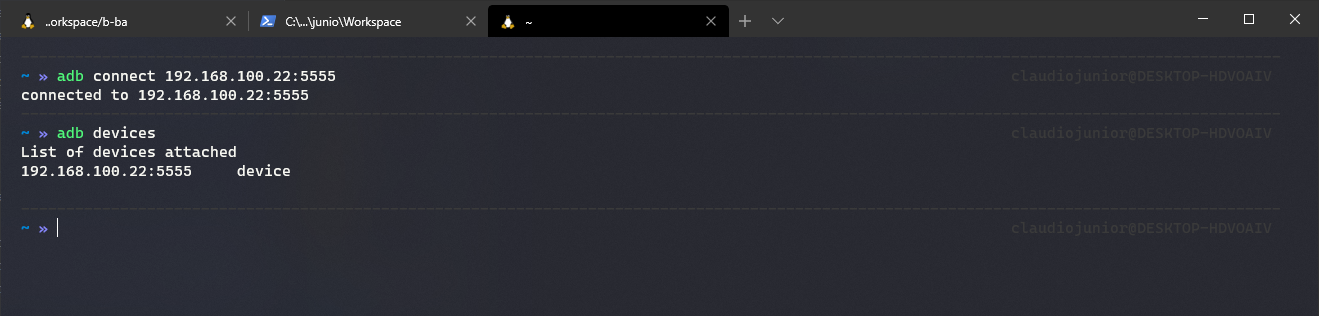 ..orkspace/b-ba
C:\...\junio\Workspace
~
~ » adb connect 192.168.100.22:5555 claudiojunior@DESKTOP-HDVOAIV
connected to 192.168.100.22:5555
~ » adb devices claudiojunior@DESKTOP-HDVOAIV
List of devices attached
192.168.100.22:5555 device
~ » claudiojunior@DESKTOP-HDVOAIV